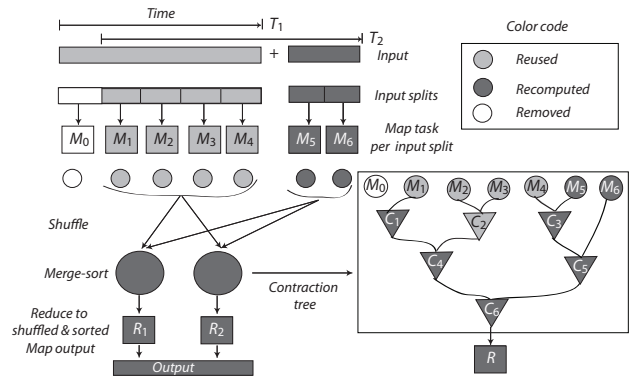 Time
T1
T2
+
Input
Color code
Reused
Recomputed
Removed
Input splits
M0 M1 M2 M3 M4 M5 M6
Map task
per input split
M0 M1 M2 M3 M4 M5 M6
Shuffle
C1 C2 C3
Merge-sort
C4 C5
Contraction
tree
Reduce to
shuffled & sorted
Map output
R1 R2
C6
R
Output